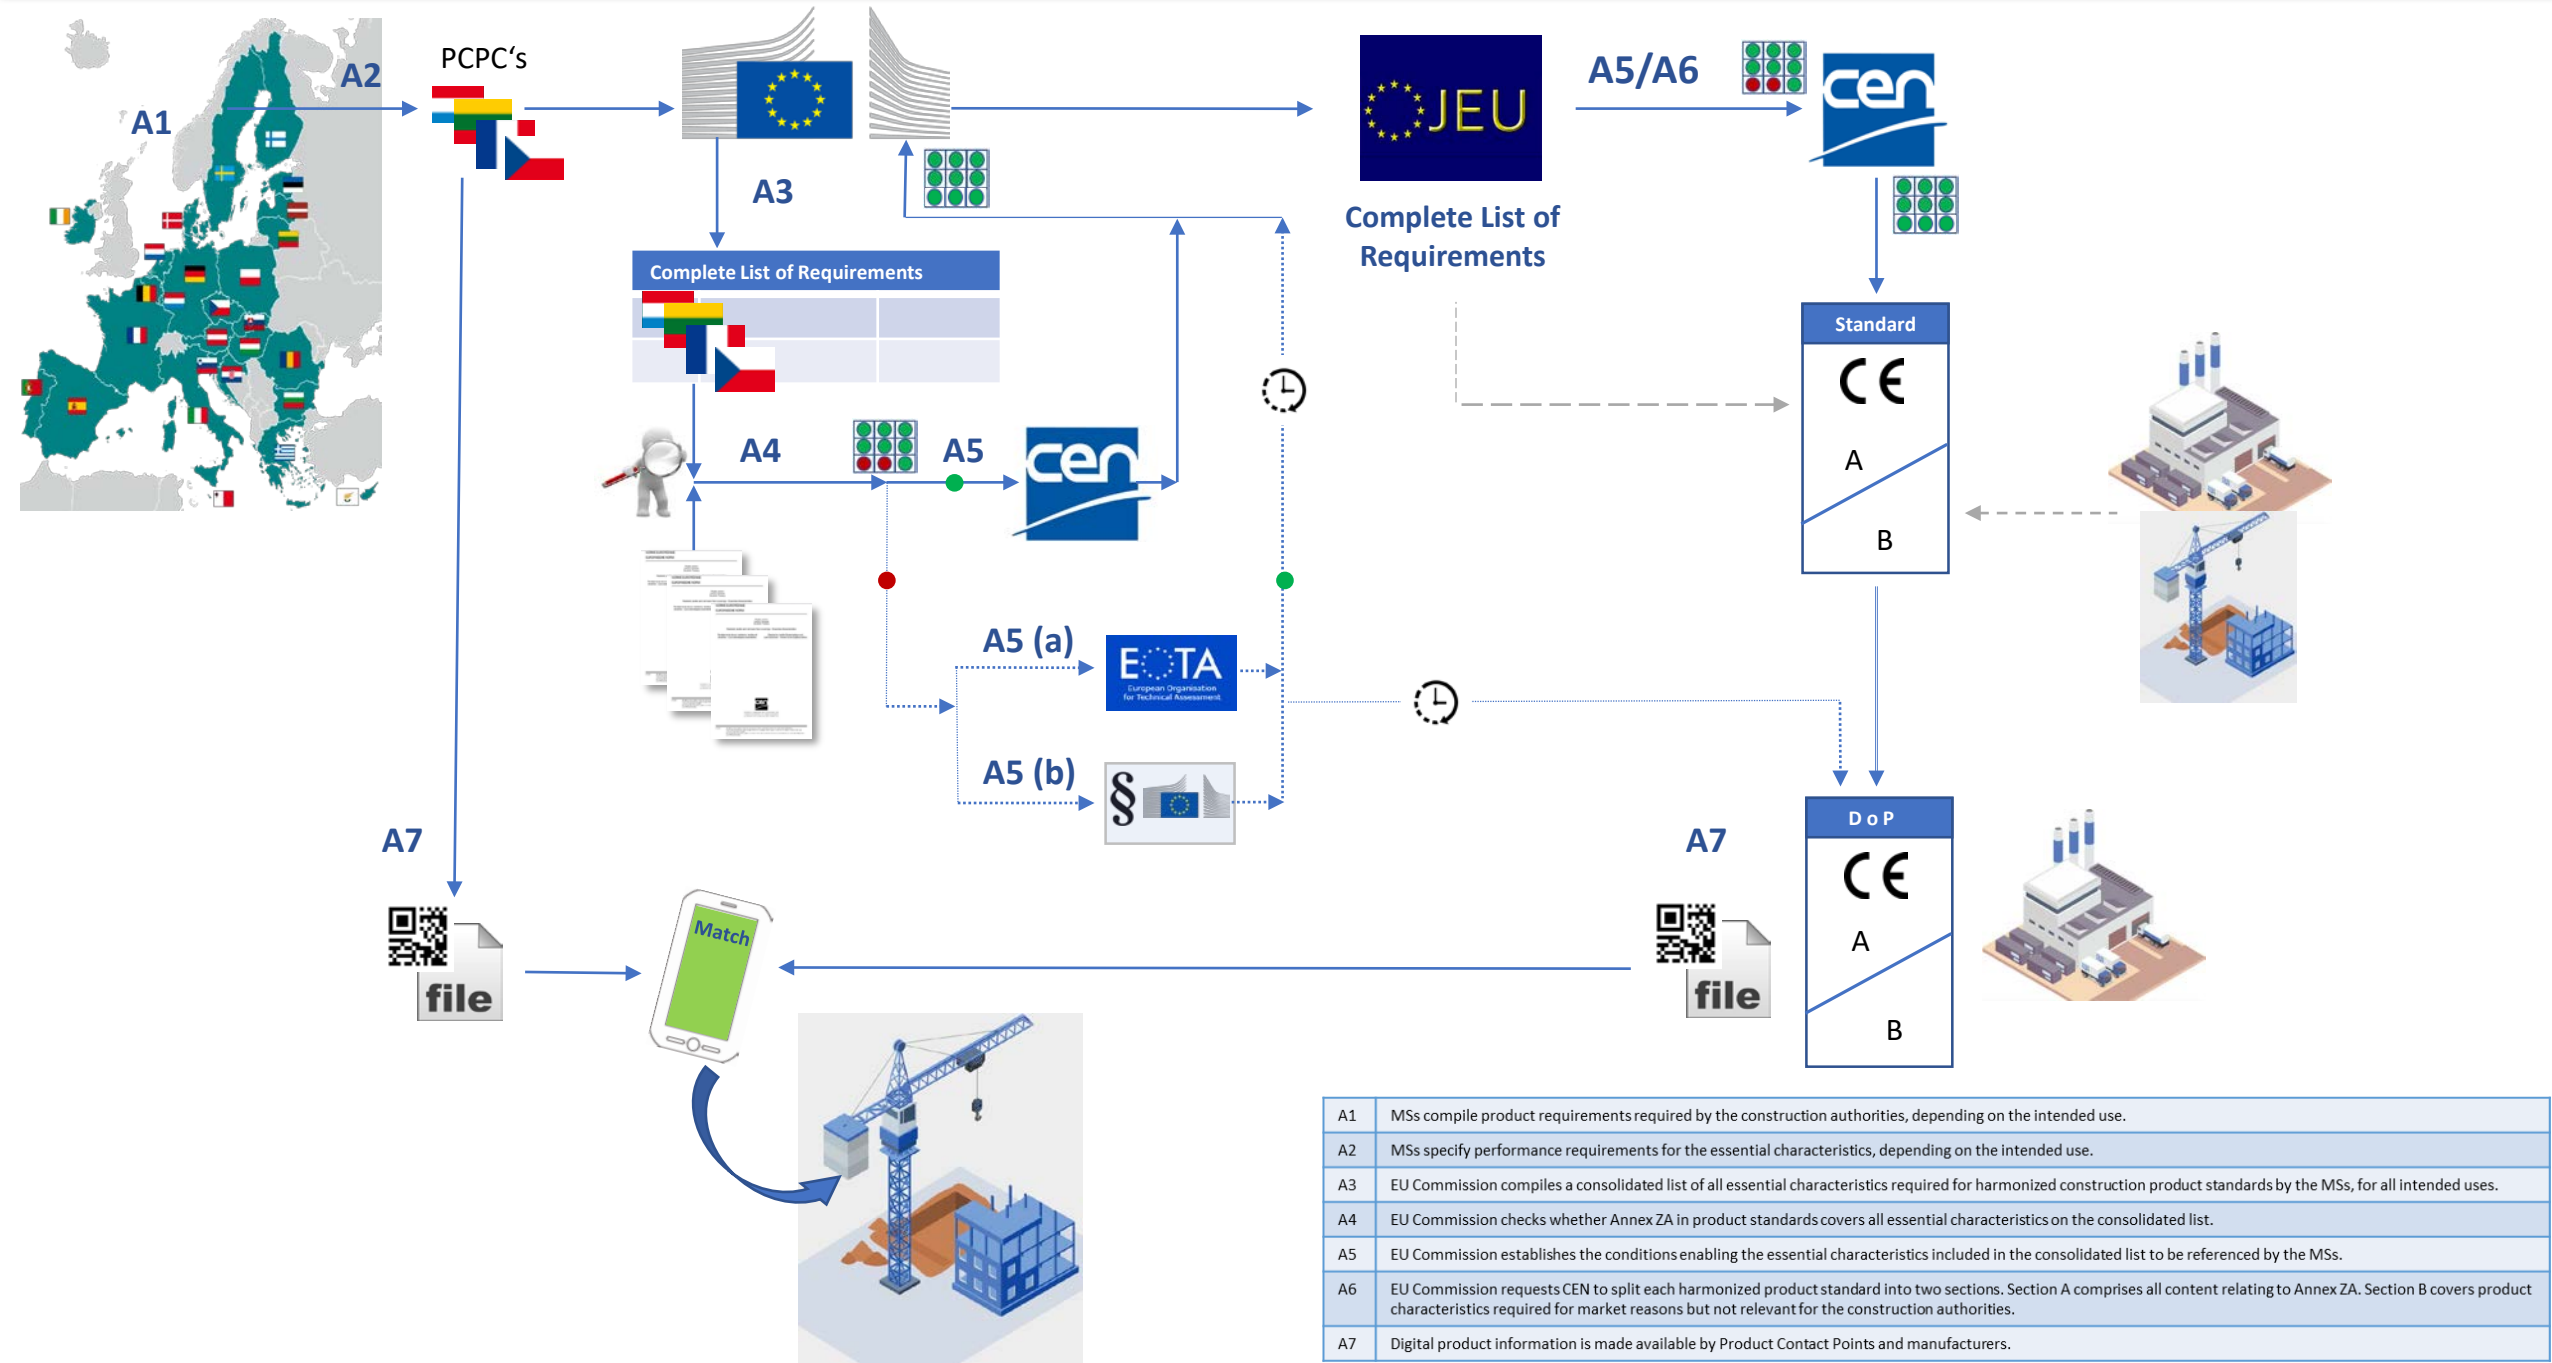 PCPC‘s
A2
A1
A3
Complete List of Requirements
A4
A5
cen
JEU
Complete List of
Requirements
A5/A6
cen
Standard
CE
A
B
A5 (a)
EOTA
European Organisation
for Technical Assessment
A5 (b)
§
cen
A7
file
Match
A7
file
D o P
CE
A
B
A1 MSs compile product requirements required by the construction authorities, depending on the intended use.
A2 MSs specify performance requirements for the essential characteristics, depending on the intended use.
A3 EU Commission compiles a consolidated list of all essential characteristics required for harmonized construction product standards by the MSs, for all intended uses.
A4 EU Commission checks whether Annex ZA in product standards covers all essential characteristics on the consolidated list.
A5 EU Commission establishes the conditions enabling the essential characteristics included in the consolidated list to be referenced by the MSs.
A6 EU Commission requests CEN to split each harmonized product standard into two sections. Section A comprises all content relating to Annex ZA. Section B covers product
characteristics required for market reasons but not relevant for the construction authorities.
A7 Digital product information is made available by Product Contact Points and manufacturers.